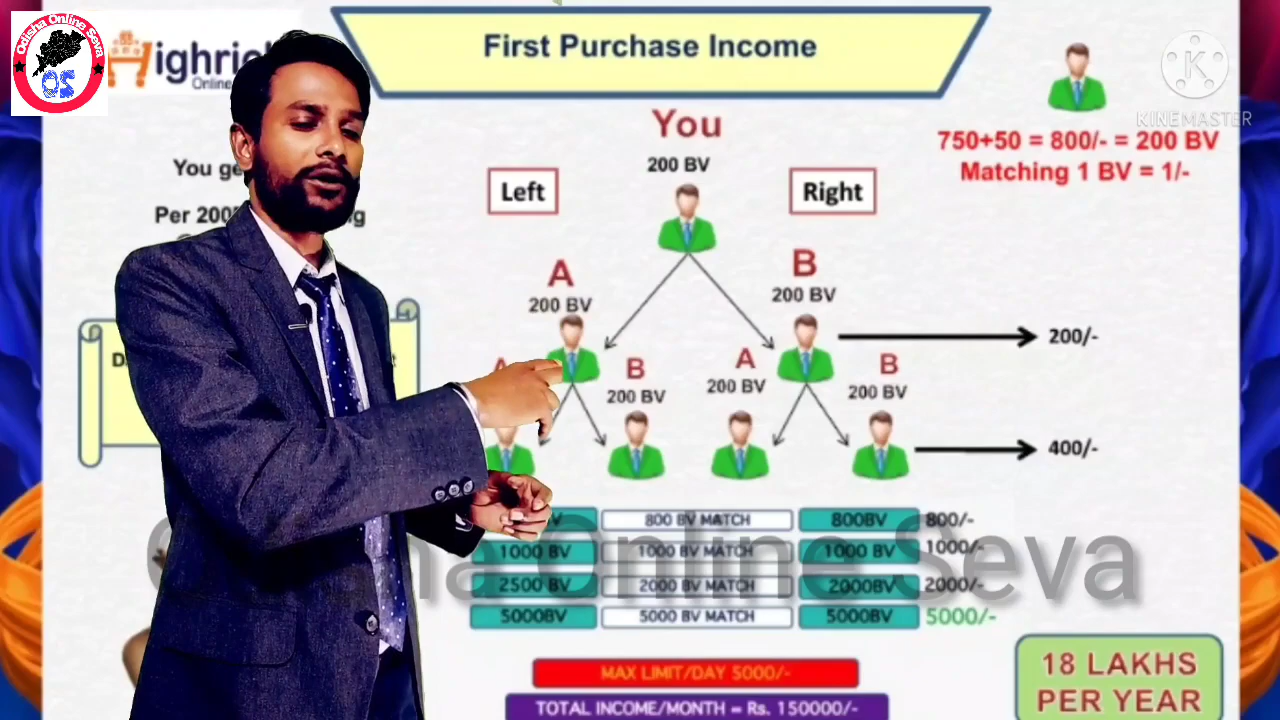 Odisha Online Seva
OS
ighrich
Online
First Purchase Income
K
KINEMASTER
750+50 = 800/- = 200 BV
Matching 1 BV = 1/-
You
200 BV
Left
Right
You ge
Per 200
g
A
200 BV
B
200 BV
200/-
A
B
200 BV
A
200 BV
B
200 BV
400/-
800 BV MATCH
800BV
800/-
1000 BV
1000 BV MATCH
1000 BV
1000/-
2500 BV
2000 BV MATCH
2000BV
2000/-
5000BV
5000 BV MATCH
5000BV
5000/-
Odisha Online Seva
MAX LIMIT/DAY 5000/-
TOTAL INCOME/MONTH = Rs. 150000/-
18 LAKHS
PER YEAR